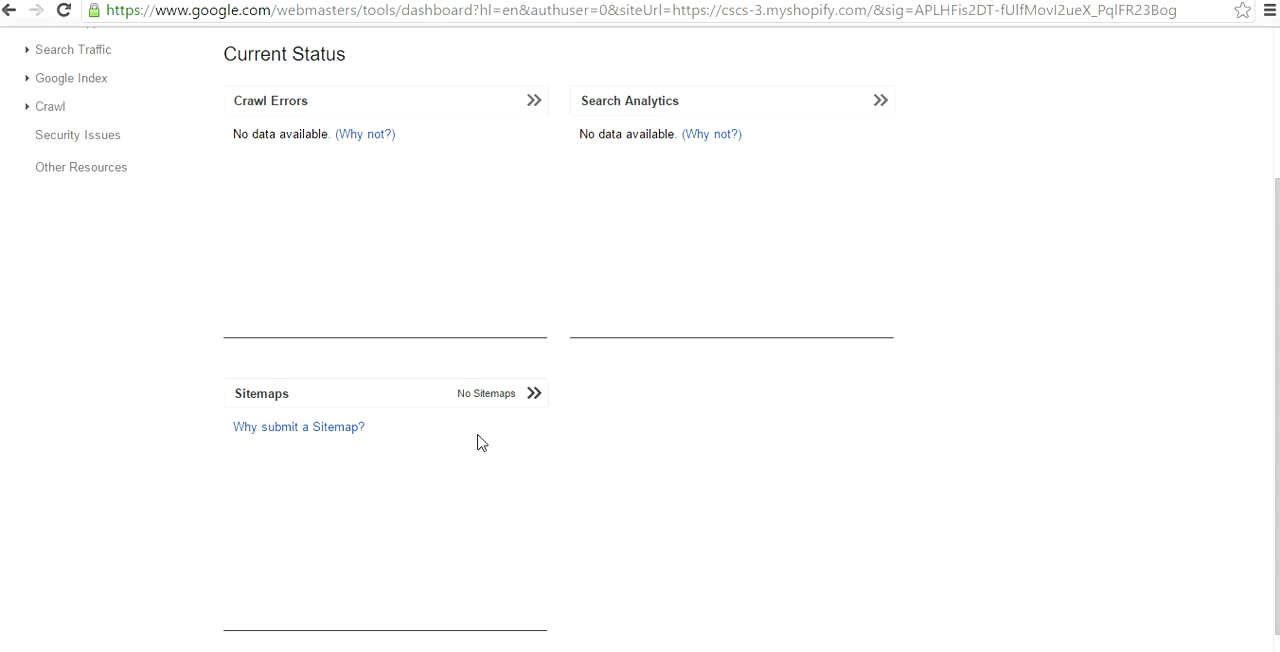 https://www.google.com/webmasters/tools/dashboard?hl=en&authuser=0&siteUrl=https://cscs-3.myshopify.com/&sig=APLHFis2DT-fUlfMovI2ueX_PqlFR23Bog
Search Traffic
Google Index
Crawl
Security Issues
Other Resources
Current Status
Crawl Errors
No data available. (Why not?)
Search Analytics
No data available. (Why not?)
Sitemaps No Sitemaps
Why submit a Sitemap?